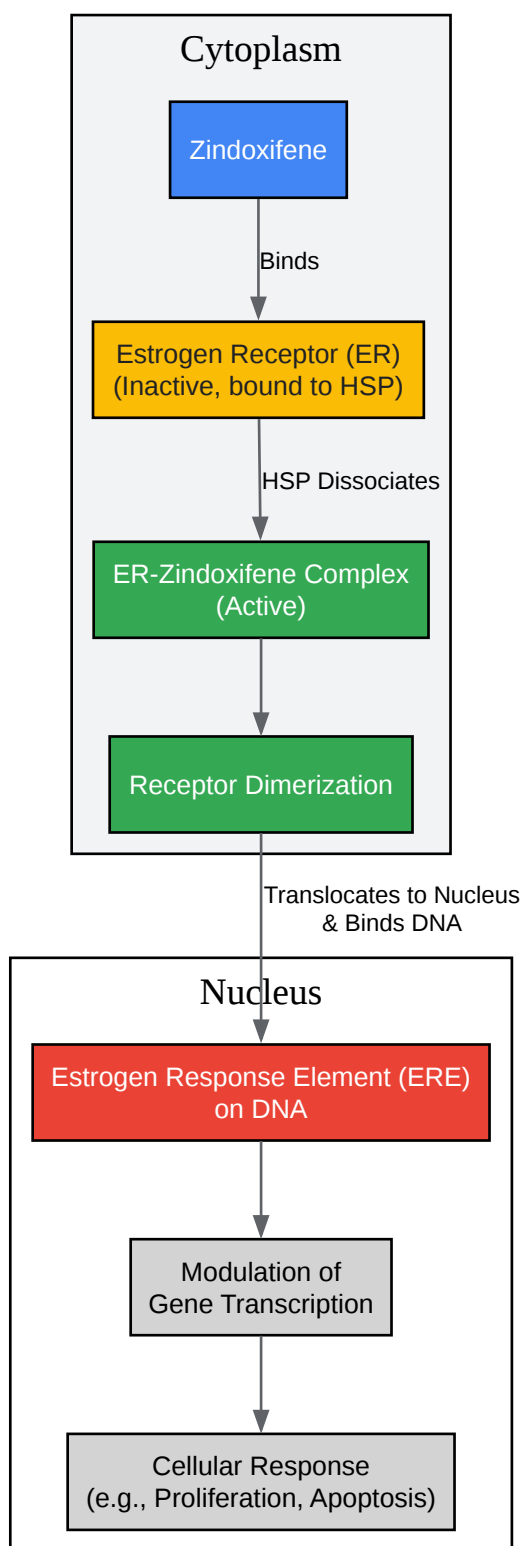 Cytoplasm
Zindoxifene
Binds
Estrogen Receptor (ER)
(Inactive, bound to HSP)
HSP Dissociates
ER-Zindoxifene Complex
(Active)
Receptor Dimerization
Translocates to Nucleus
& Binds DNA
Nucleus
Estrogen Response Element (ERE)
on DNA
Modulation of
Gene Transcription
Cellular Response
(e.g., Proliferation, Apoptosis)